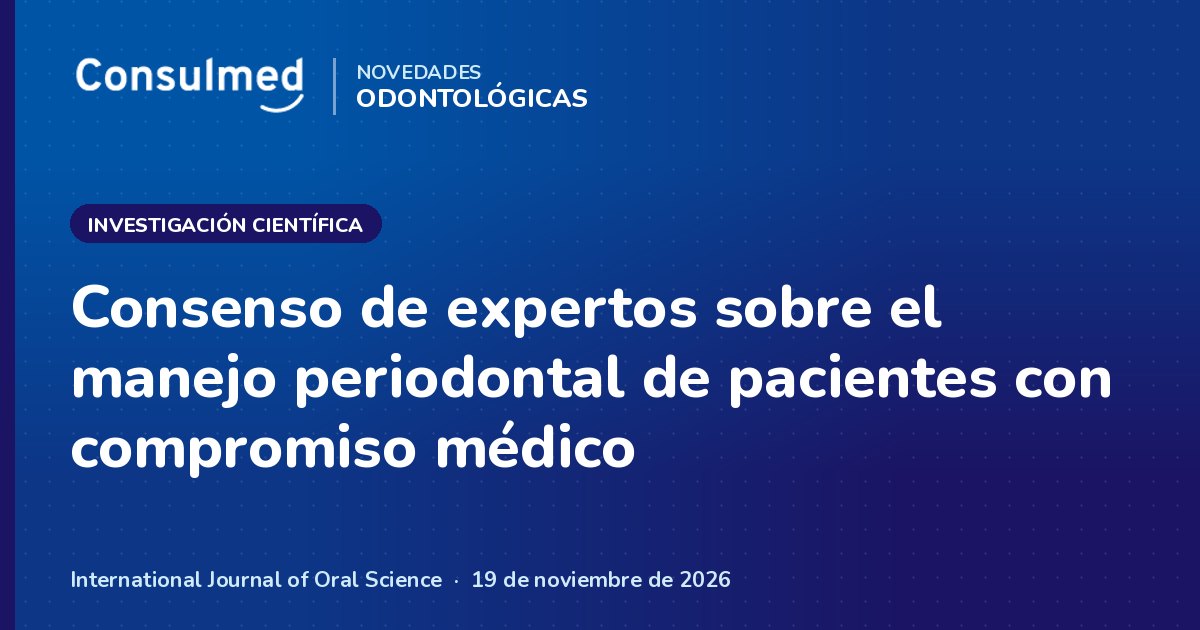 Consulmed
NOVEDADES
ODONTOLÓGICAS
INVESTIGACIÓN CIENTÍFICA
Consenso de expertos sobre el
manejo periodontal de pacientes con
compromiso médico
International Journal of Oral Science · 19 de noviembre de 2026